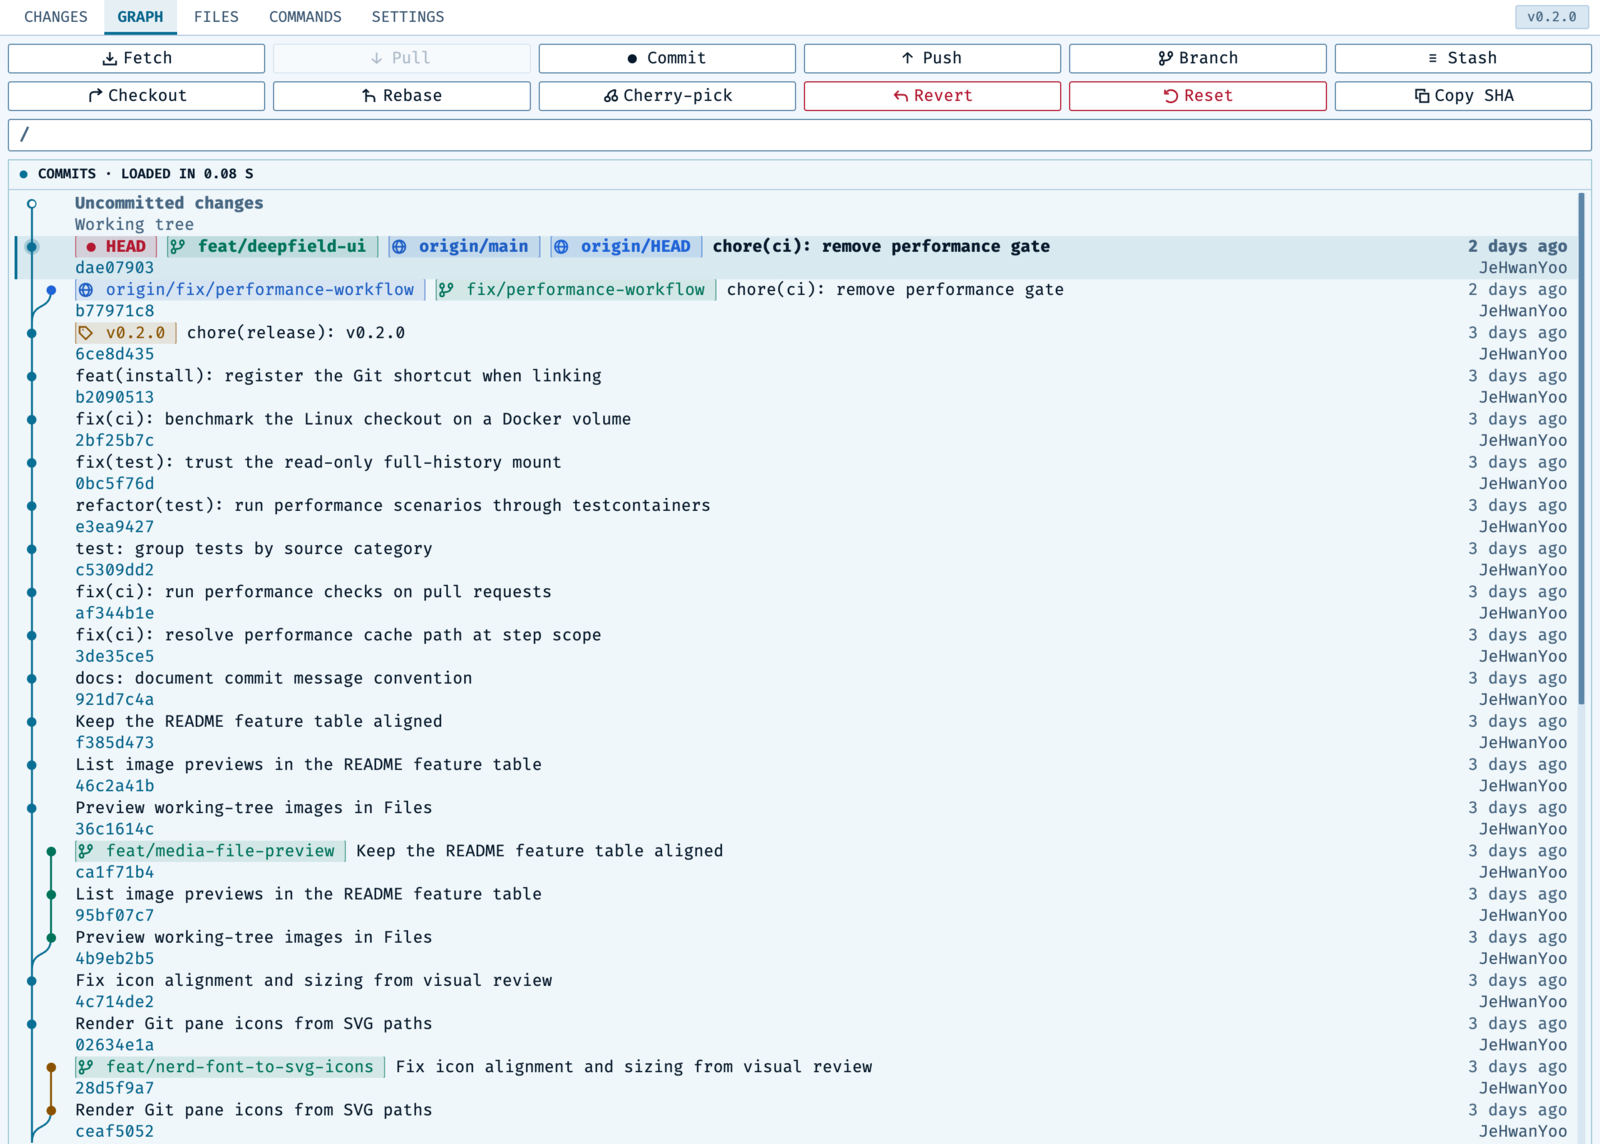 CHANGES GRAPH FILES COMMANDS SETTINGS v0.2.0
Fetch Pull Commit Push Branch Stash
Checkout Rebase Cherry-pick Revert Reset Copy SHA
/
COMMITS · LOADED IN 0.08 S
Uncommitted changes
Working tree
HEAD feat/deepfield-ui origin/main origin/HEAD chore(ci): remove performance gate 2 days ago
dae07903 JeHwanYoo
origin/fix/performance-workflow fix/performance-workflow chore(ci): remove performance gate 2 days ago
b77971c8 JeHwanYoo
v0.2.0 chore(release): v0.2.0 3 days ago
6ce8d435 JeHwanYoo
feat(install): register the Git shortcut when linking 3 days ago
b2090513 JeHwanYoo
fix(ci): benchmark the Linux checkout on a Docker volume 3 days ago
2bf25b7c JeHwanYoo
fix(test): trust the read-only full-history mount 3 days ago
0bc5f76d JeHwanYoo
refactor(test): run performance scenarios through testcontainers 3 days ago
e3ea9427 JeHwanYoo
test: group tests by source category 3 days ago
c5309dd2 JeHwanYoo
fix(ci): run performance checks on pull requests 3 days ago
af344b1e JeHwanYoo
fix(ci): resolve performance cache path at step scope 3 days ago
3de35ce5 JeHwanYoo
docs: document commit message convention 3 days ago
921d7c4a JeHwanYoo
Keep the README feature table aligned 3 days ago
f385d473 JeHwanYoo
List image previews in the README feature table 3 days ago
46c2a41b JeHwanYoo
Preview working-tree images in Files 3 days ago
36c1614c JeHwanYoo
feat/media-file-preview Keep the README feature table aligned 3 days ago
ca1f71b4 JeHwanYoo
List image previews in the README feature table 3 days ago
95bf07c7 JeHwanYoo
Preview working-tree images in Files 3 days ago
4b9eb2b5 JeHwanYoo
Fix icon alignment and sizing from visual review 3 days ago
4c714de2 JeHwanYoo
Render Git pane icons from SVG paths 3 days ago
02634e1a JeHwanYoo
feat/nerd-font-to-svg-icons Fix icon alignment and sizing from visual review 3 days ago
28d5f9a7 JeHwanYoo
Render Git pane icons from SVG paths 3 days ago
ceaf5052 JeHwanYoo